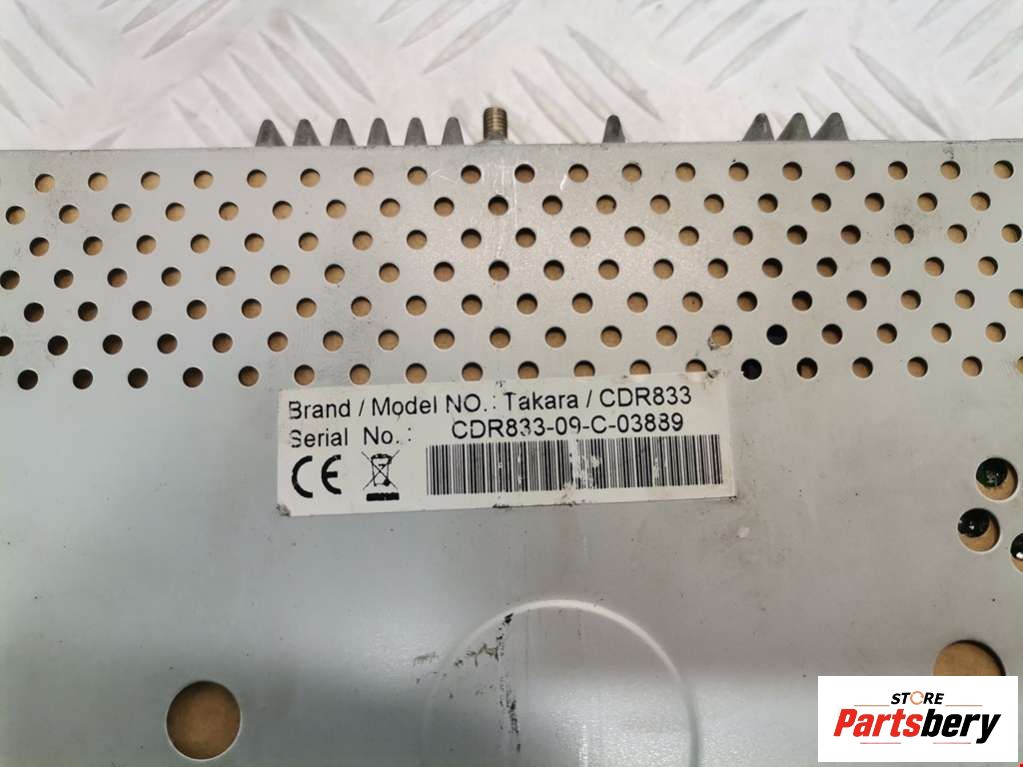 Brand / Model NO.: Takara / CDR833
Serial No.: CDR833-09-C-03889
CE
STORE
Partsbery